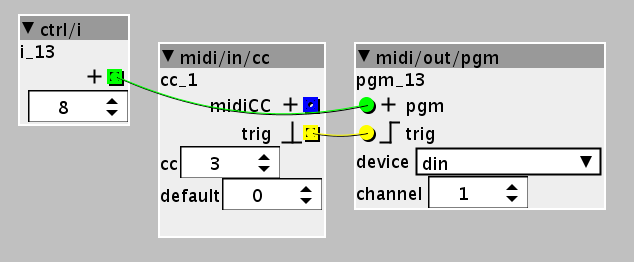 ctrl/i
i_13
8
midi/in/cc
cc_1
midiCC
trig
cc 3
default 0
midi/out/pgm
pgm_13
pgm
trig
device din
channel 1